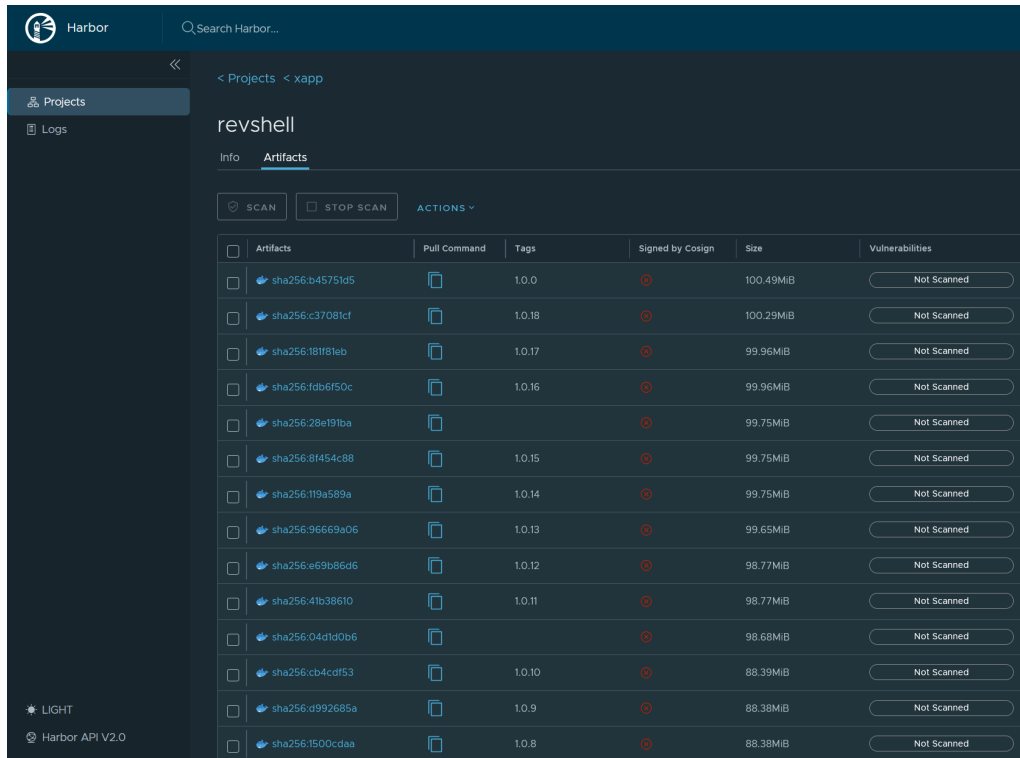 Harbor
Search Harbor...
< Projects < xapp
Projects
Logs
revshell
Info Artifacts
SCAN STOP SCAN ACTIONS
Artifacts Pull Command Tags Signed by Cosign Size Vulnerabilities
sha256:b45751d5 1.0.0 100.49MiB Not Scanned
sha256:c37081cf 1.0.18 100.29MiB Not Scanned
sha256:181f81eb 1.0.17 99.96MiB Not Scanned
sha256:fdb6f50c 1.0.16 99.96MiB Not Scanned
sha256:28e191ba 99.75MiB Not Scanned
sha256:8f454c88 1.0.15 99.75MiB Not Scanned
sha256:119a589a 1.0.14 99.75MiB Not Scanned
sha256:96669a06 1.0.13 99.65MiB Not Scanned
sha256:e69b86d6 1.0.12 98.77MiB Not Scanned
sha256:41b38610 1.0.11 98.77MiB Not Scanned
sha256:04d1d0b6 98.68MiB Not Scanned
sha256:cb4cdf53 1.0.10 88.39MiB Not Scanned
sha256:d992685a 1.0.9 88.38MiB Not Scanned
sha256:1500cdaa 1.0.8 88.38MiB Not Scanned
LIGHT
Harbor API V2.0